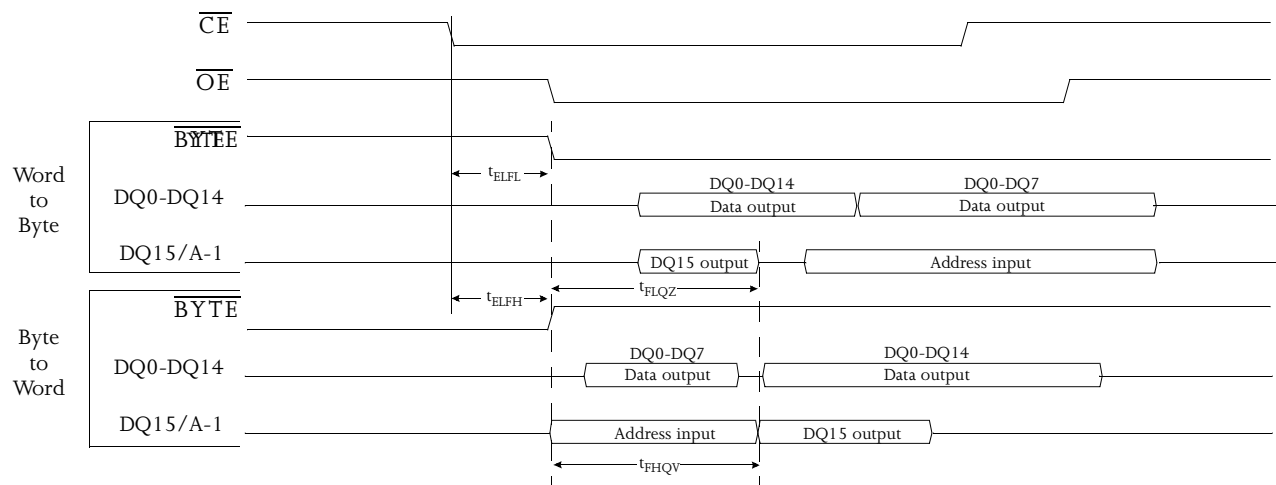 CE
OE
Word
to
Byte
BYTE
tELFL
DQ0-DQ14
DQ0-DQ14
Data output
DQ0-DQ7
Data output
DQ15/A-1
DQ15 output
Address input
tFLQZ
Byte
to
Word
BYTE
tELFH
DQ0-DQ14
DQ0-DQ7
Data output
DQ0-DQ14
Data output
DQ15/A-1
Address input
DQ15 output
tFHQV